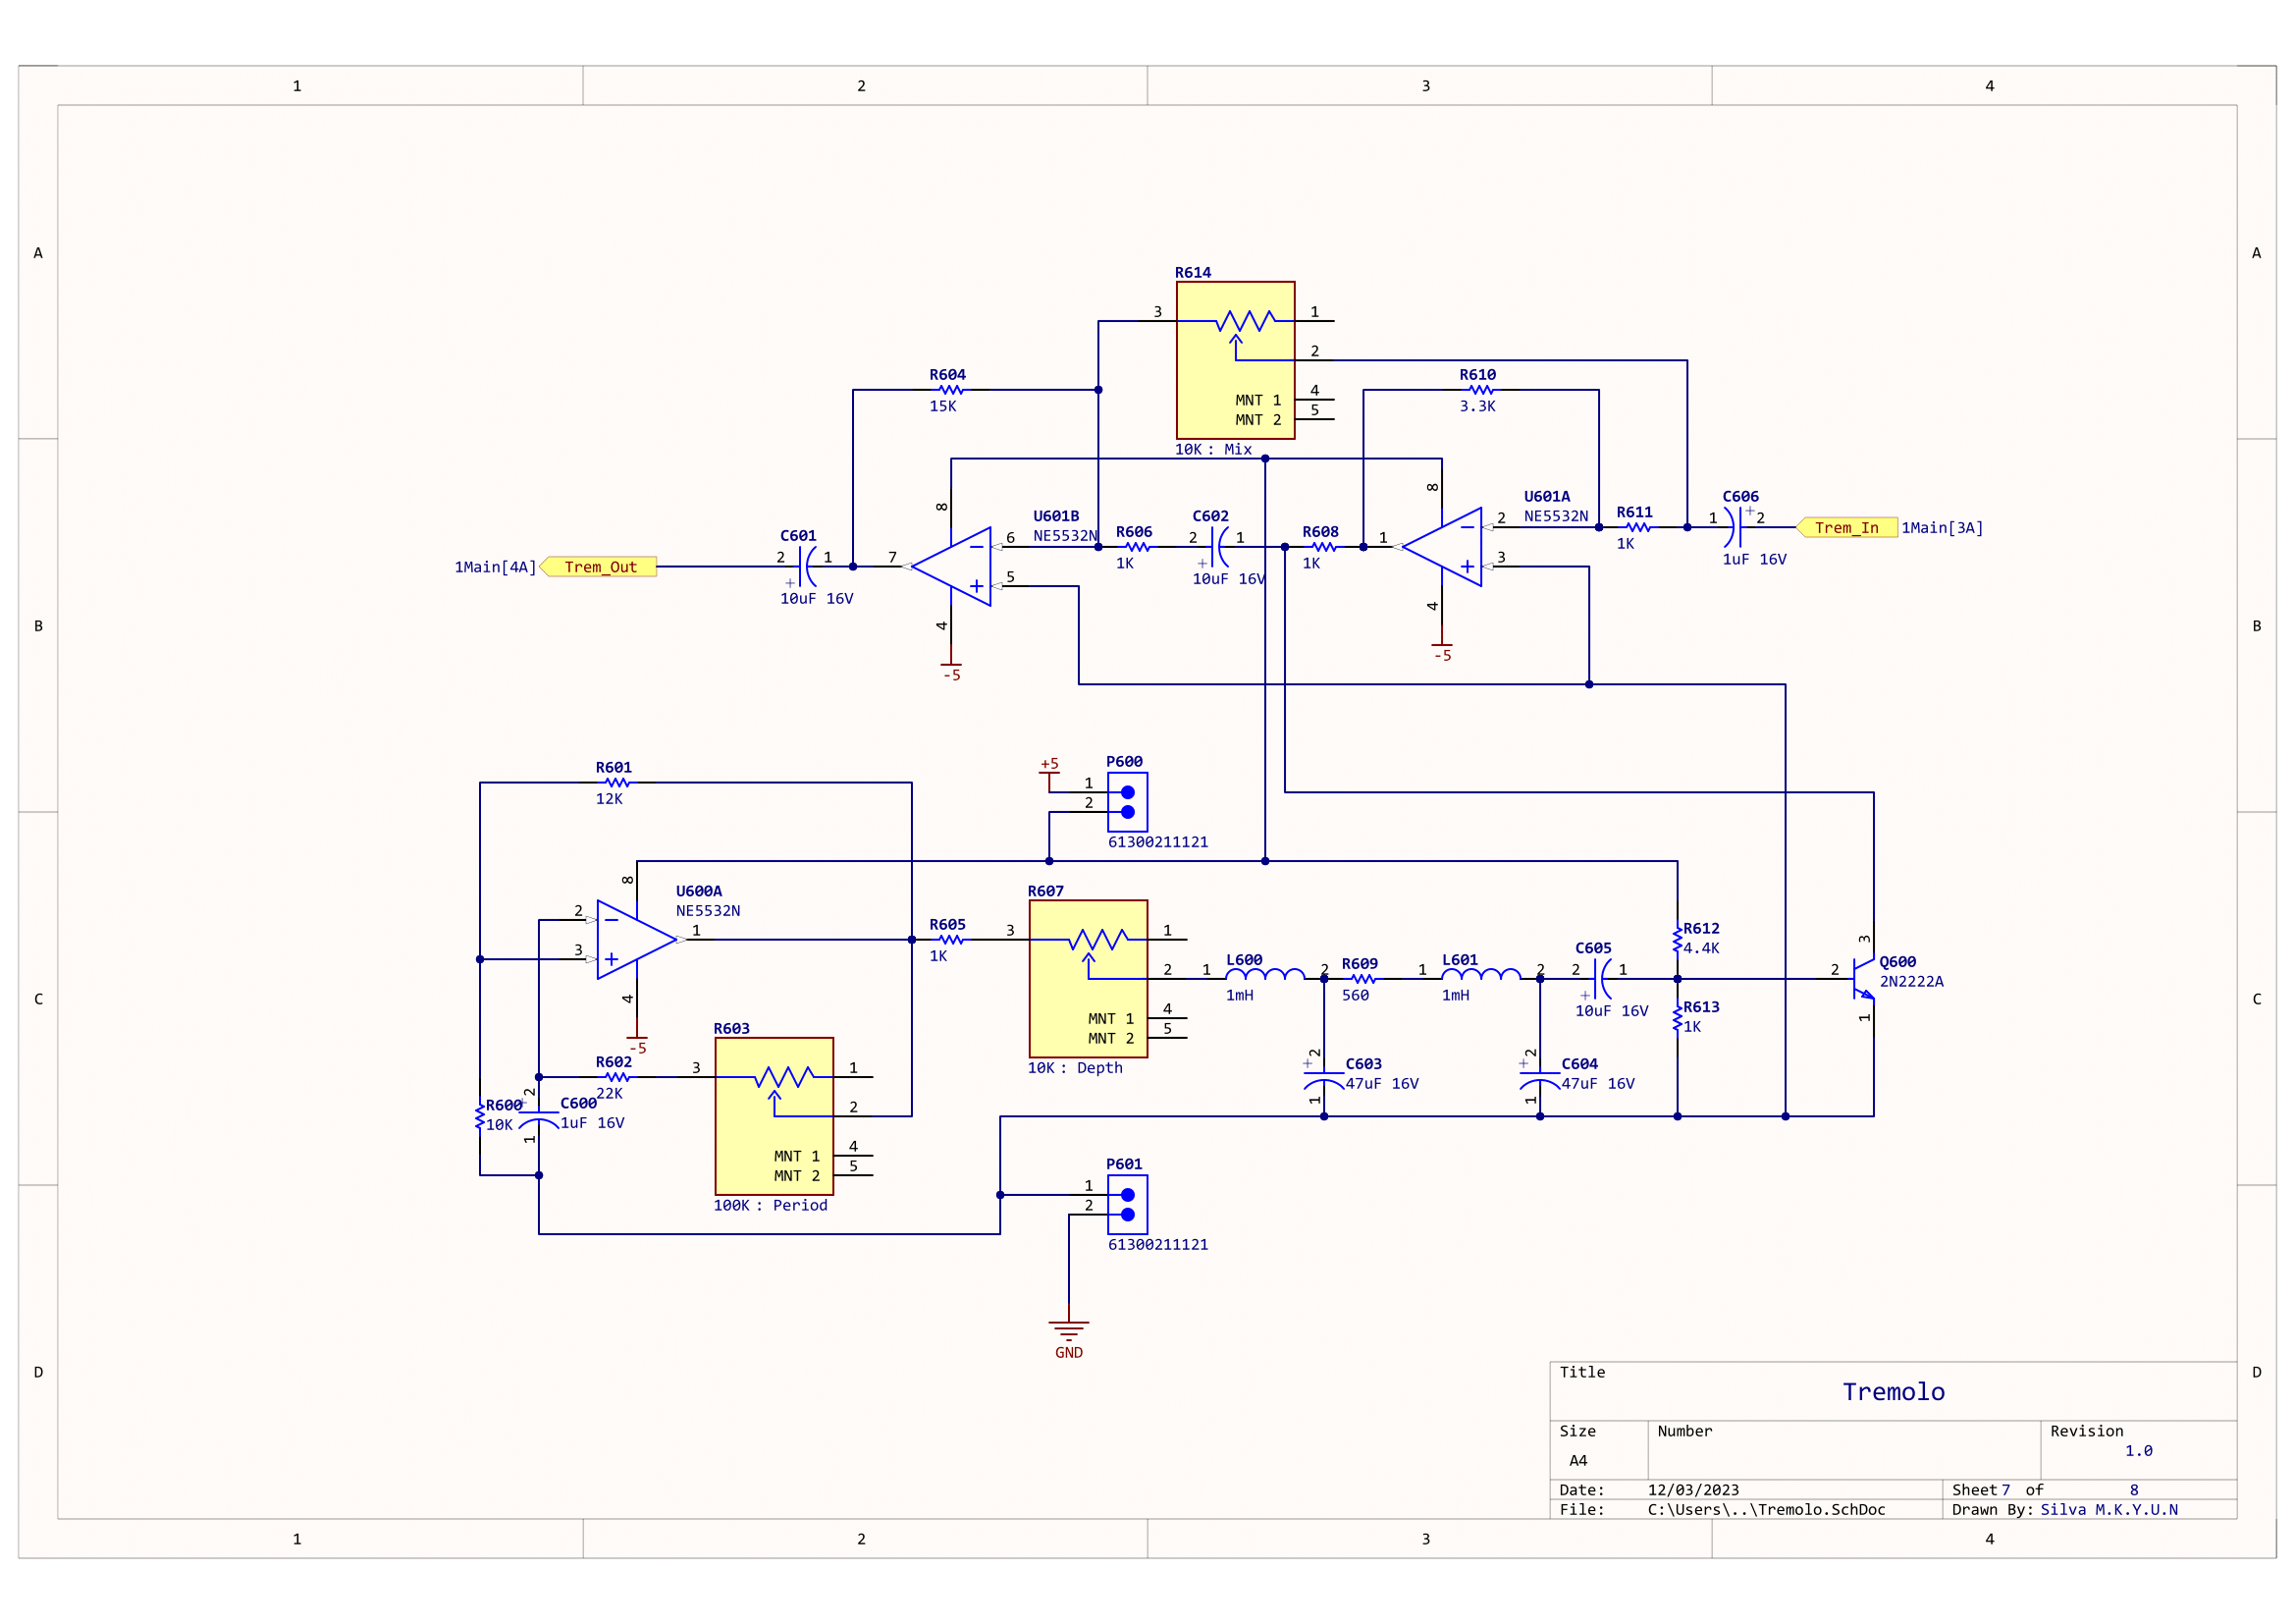 1 2 3 4
A A
R614
3 1
2
4
MNT 1
5
MNT 2
10K : Mix
R604
15K
R610
3.3K
B B
8
8
U601B
NE5532N
6
5
7
4
-5
R606
1K
C602
2 1
+
10uF 16V
R608
1K
1
U601A
NE5532N
2
3
4
-5
R611
1K
C606
1 + 2
1uF 16V
Trem_In 1Main[3A]
C601
2 1
+
10uF 16V
1Main[4A] Trem_Out
R601
12K
+5
P600
1
2
61300211121
C C
8
U600A
NE5532N
2
3
1
4
-5
R605
1K
R607
3 1
2
4
MNT 1
5
MNT 2
10K : Depth
1 L600 2
1mH
R609
560
1 L601 2
1mH
C605
2 1
+
10uF 16V
R612
4.4K
R613
1K
3
2
1
Q600
2N2222A
R602
22K
R603
3 1
2
4
MNT 1
5
MNT 2
100K : Period
R600
10K
+ 2
C600
1uF 16V
1
+ 2
C603
47uF 16V
1
+ 2
C604
47uF 16V
1
P601
1
2
61300211121
GND
D D
Title
Tremolo
Size Number Revision
1.0
A4
Date: 12/03/2023 Sheet 7 of 8
File: C:\Users\..\Tremolo.SchDoc Drawn By: Silva M.K.Y.U.N
1 2 3 4